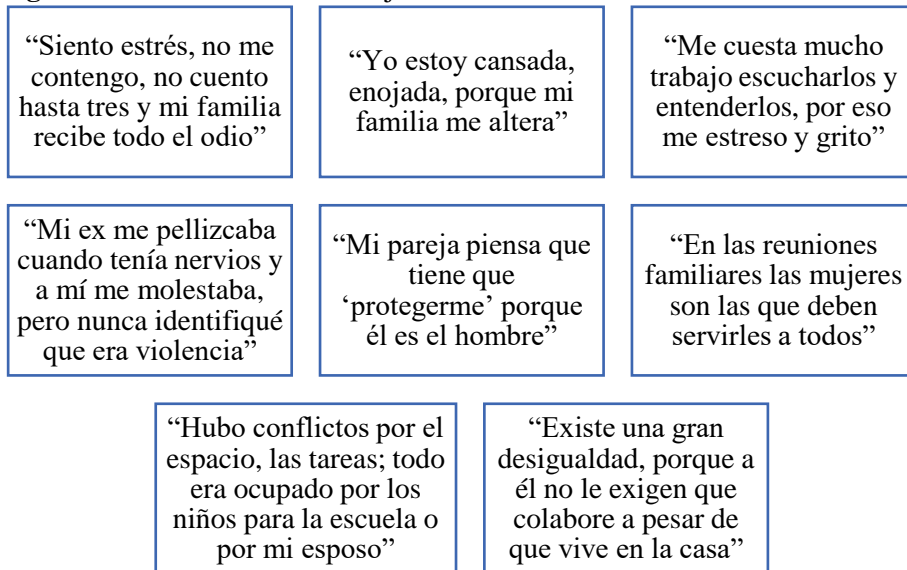 “Siento estrés, no me
contengo, no cuento
hasta tres y mi familia
recibe todo el odio”
“Yo estoy cansada,
enojada, porque mi
familia me altera”
“Me cuesta mucho
trabajo escucharlos y
entenderlos, por eso
me estreso y grito”
“Mi ex me pellizcaba
cuando tenía nervios y
a mí me molestaba,
pero nunca identifiqué
que era violencia”
“Mi pareja piensa que
tiene que
‘protegerme’ porque
él es el hombre”
“En las reuniones
familiares las mujeres
son las que deben
servirles a todos”
“Hubo conflictos por el
espacio, las tareas; todo
era ocupado por los
niños para la escuela o
por mi esposo”
“Existe una gran
desigualdad, porque a
él no le exigen que
colabore a pesar de
que vive en la casa”